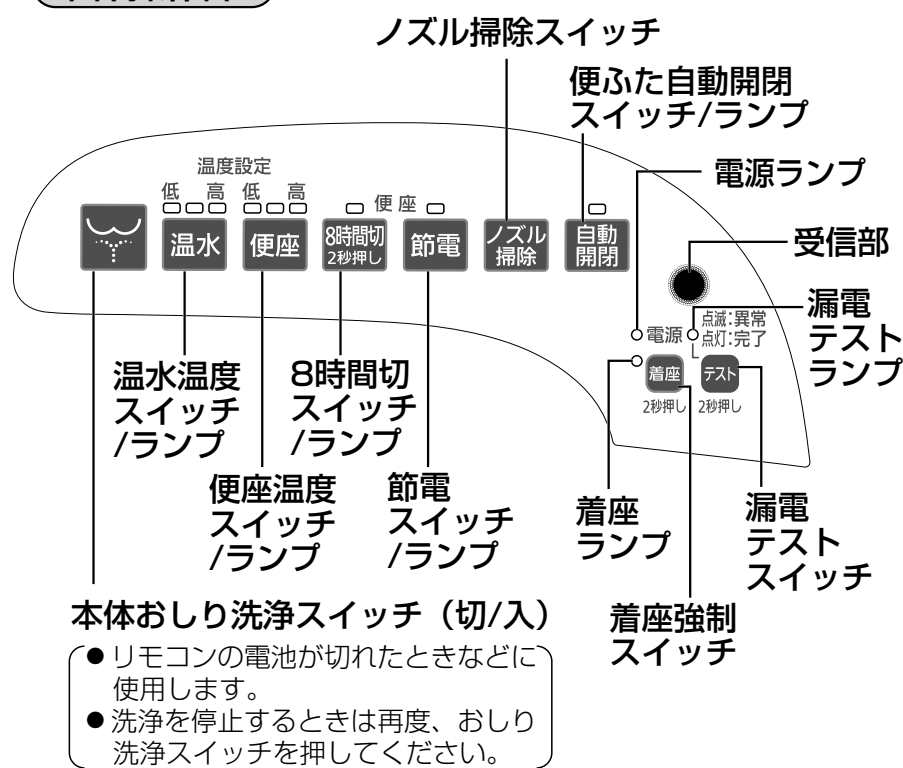 ノズル掃除スイッチ
便ふた自動開閉
スイッチ/ランプ
電源ランプ
受信部
漏電
テスト
ランプ
温度設定
低 高 低 高
便座
温水
便座
8時間切
2秒押し
節電
ノズル
掃除
自動
開閉
点滅:異常
点灯:完了
電源
着座
テスト
2秒押し
2秒押し
温水温度
スイッチ
/ランプ
8時間切
スイッチ
/ランプ
便座温度
スイッチ
/ランプ
節電
スイッチ
/ランプ
着座
ランプ
漏電
テスト
スイッチ
着座強制
スイッチ
本体おしり洗浄スイッチ（切/入）
●リモコンの電池が切れたときなどに
使用します。
●洗浄を停止するときは再度、おしり
洗浄スイッチを押してください。